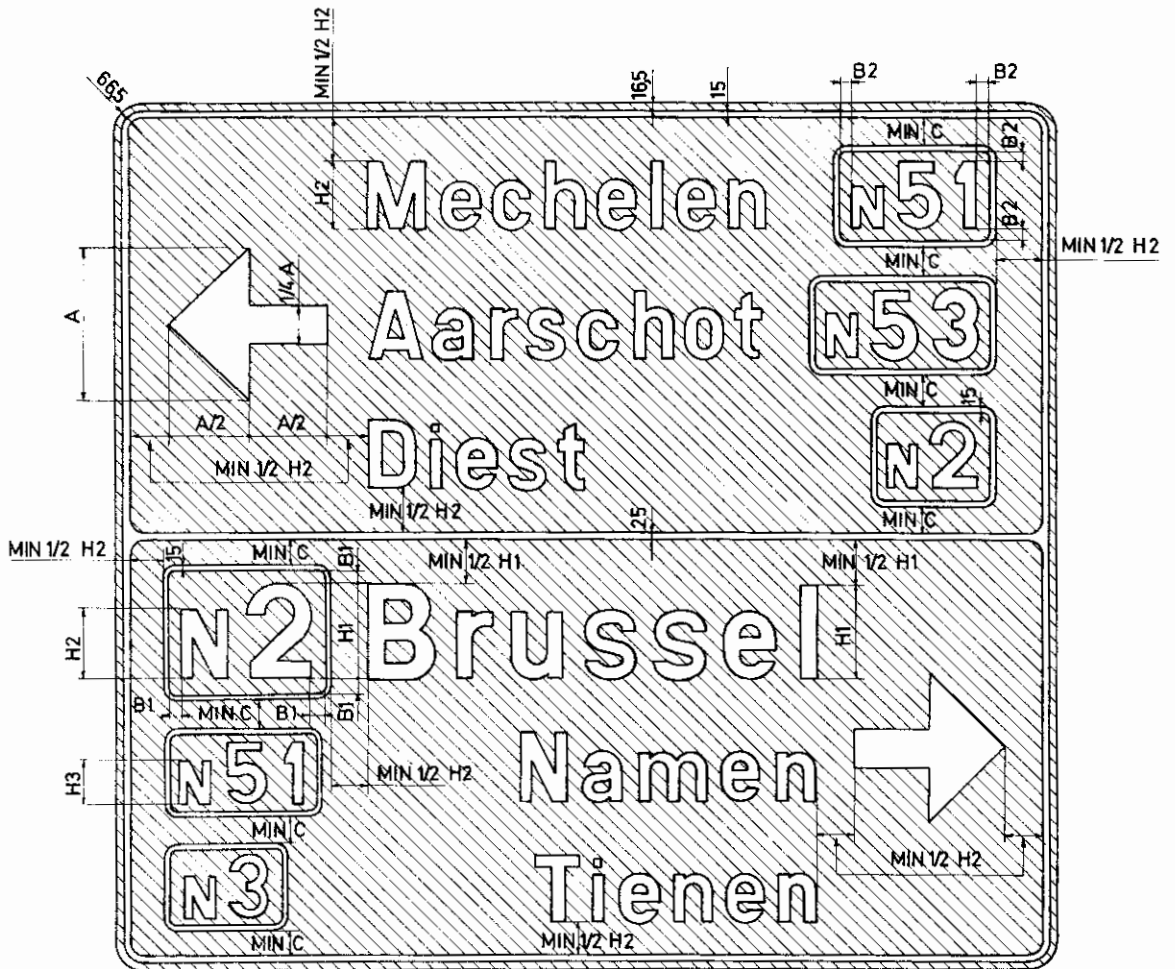 MIN 1/2 H2
66,5
16,5
15
B2
B2
MIN C
B2
H2
Mechelen
N51
B2
MIN C
MIN 1/2 H2
A
1/4 A
Aarschot
N53
MIN C
15
A/2
A/2
Diest
N2
MIN 1/2 H2
MIN 1/2 H2
25
MIN C
MIN 1/2 H2
15
MIN C
B1
MIN 1/2 H1
MIN 1/2 H1
H2
N2
H1
Brussel
H1
B1
MIN C
B1
B1
H3
N51
MIN 1/2 H2
Namen
MIN C
MIN 1/2 H2
N3
Tienen
MIN C
MIN 1/2 H2